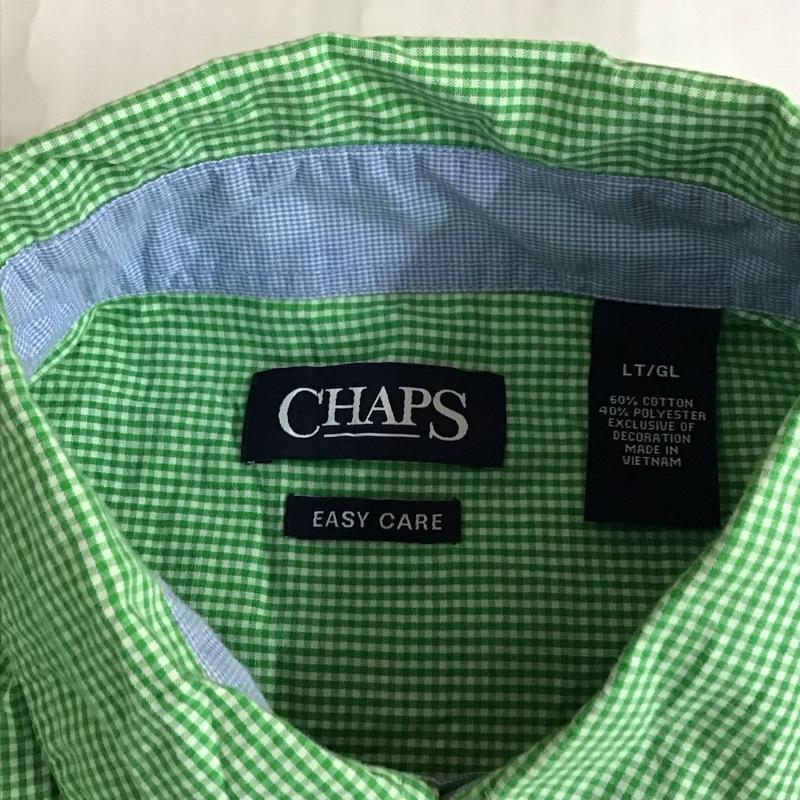 CHAPS
EASY CARE
LT/GL
60% COTTON
40% POLYESTER
EXCLUSIVE OF
DECORATION
MADE IN
VIETNAM